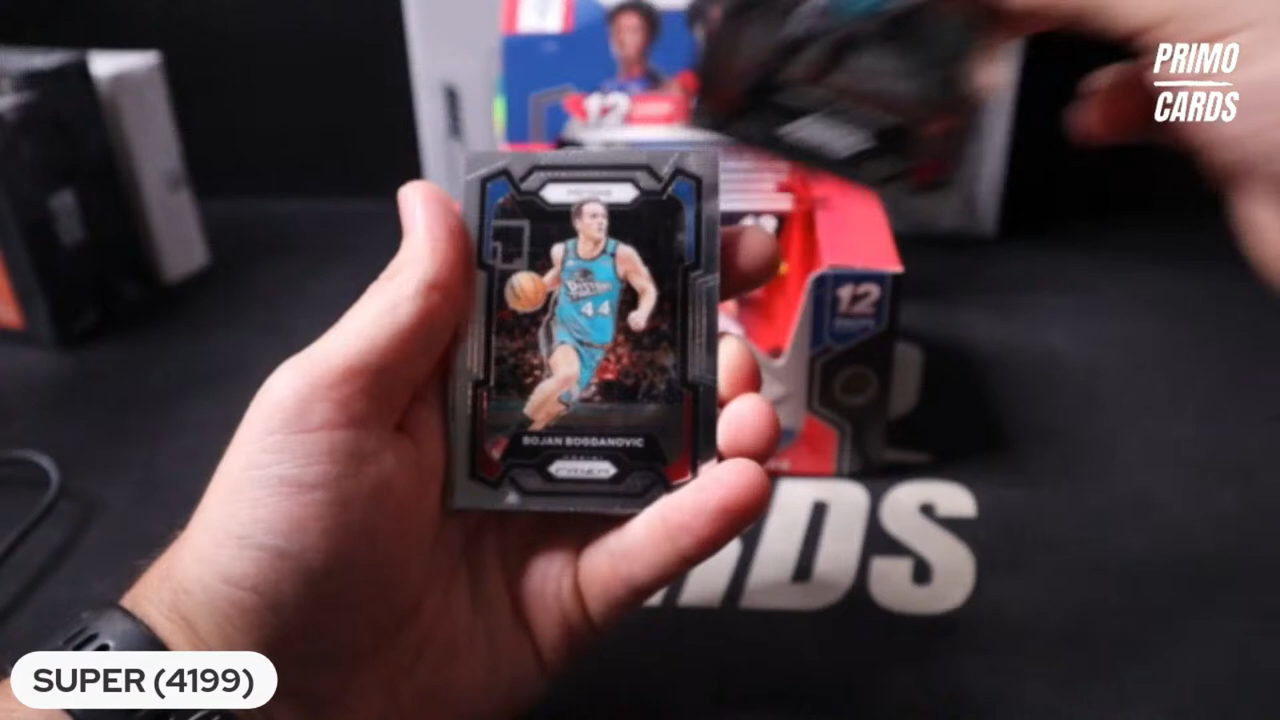 PRIMO
CARDS
12
12
PISTONS
44
BOJAN BOGDANOVIC
PRIZM
RDS
SUPER (4199)